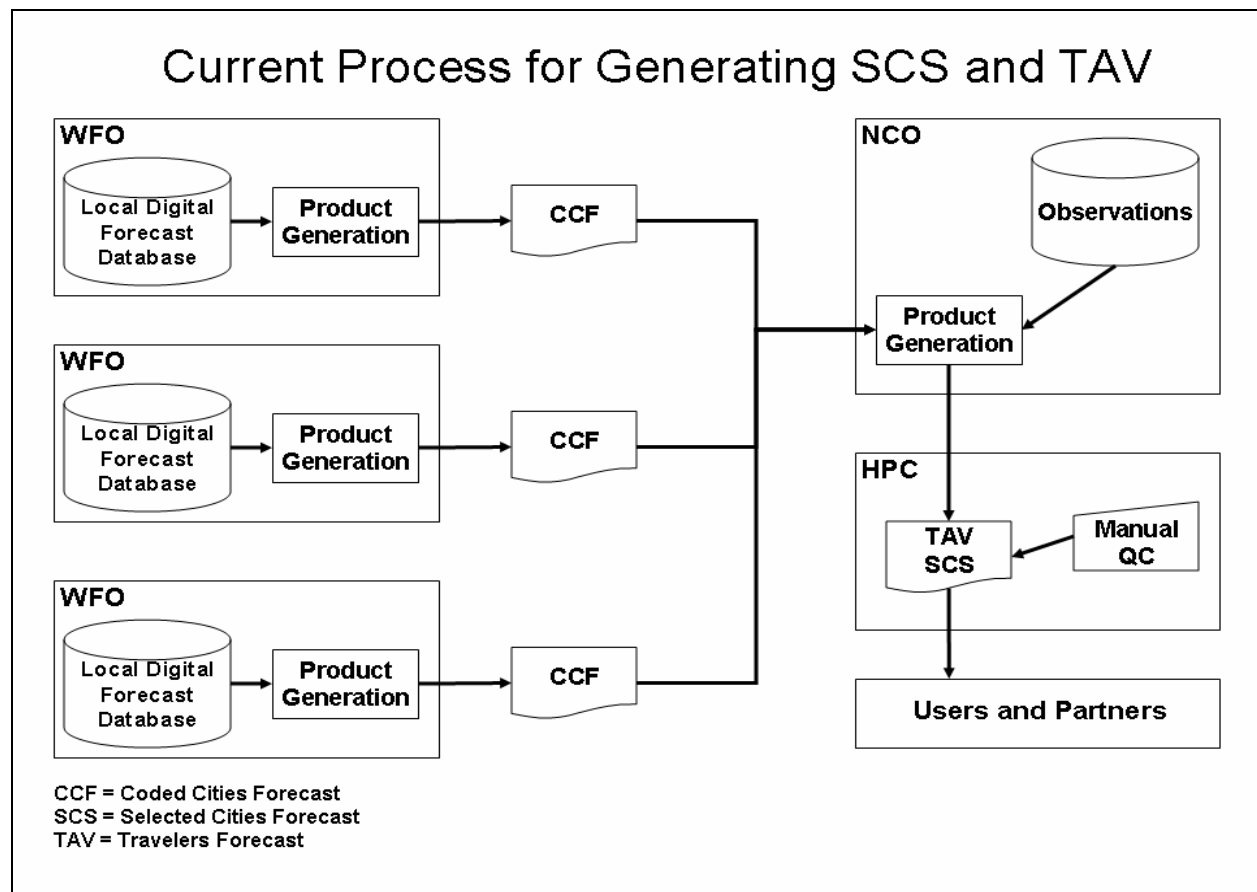 Current Process for Generating SCS and TAV
WFO
Local Digital
Forecast
Database
Product
Generation
CCF
WFO
Local Digital
Forecast
Database
Product
Generation
CCF
WFO
Local Digital
Forecast
Database
Product
Generation
CCF
NCO
Observations
Product
Generation
HPC
TAV
SCS
Manual
QC
Users and Partners
CCF = Coded Cities Forecast
SCS = Selected Cities Forecast
TAV = Travelers Forecast